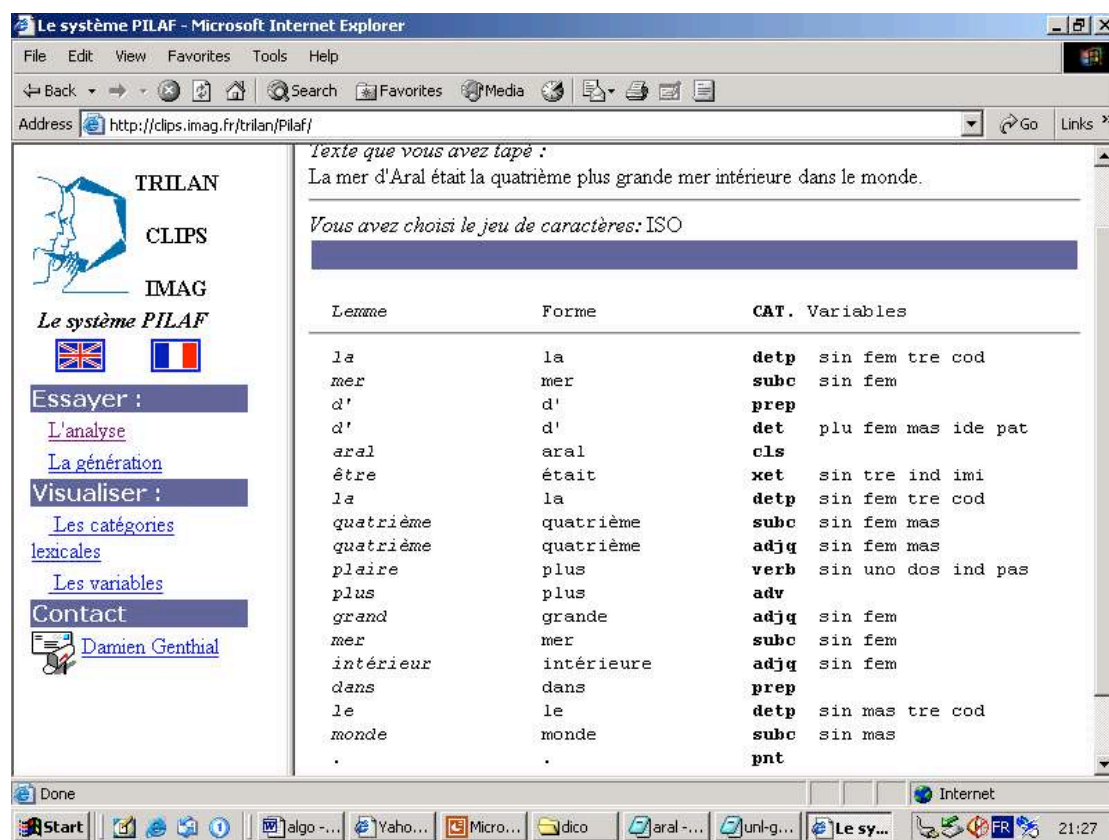 Le système PILAF - Microsoft Internet Explorer
File Edit View Favorites Tools Help
Back Search Favorites Media
Address http://clips.imag.fr/trilan/Pilaf/ Go Links »
TRILAN
CLIPS
IMAG
Le système PILAF
Essayer :
L'analyse
La génération
Visualiser :
Les catégories
lexicales
Les variables
Contact
Damien Genthial
Texte que vous avez tapé :
La mer d'Aral était la quatrième plus grande mer intérieure dans le monde.
Vous avez choisi le jeu de caractères: ISO
Lemme Forme CAT. Variables
la la detp sin fem tre cod
mer mer subc sin fem
d' d' prep
d' d' det plu fem mas ide pat
aral aral cls
être était xet sin tre ind imi
la la detp sin fem tre cod
quatrième quatrième subc sin fem mas
quatrième quatrième adjq sin fem mas
plaire plus verb sin uno dos ind pas
plus plus adv
grand grande adjq sin fem
mer mer subc sin fem
intérieur intérieure adjq sin fem
dans dans prep
le le detp sin mas tre cod
monde monde subc sin mas
. . pnt
Done Internet
Start algo -... Yaho... Micro... dico aral -... unl-g... Le sy... FR 21:27